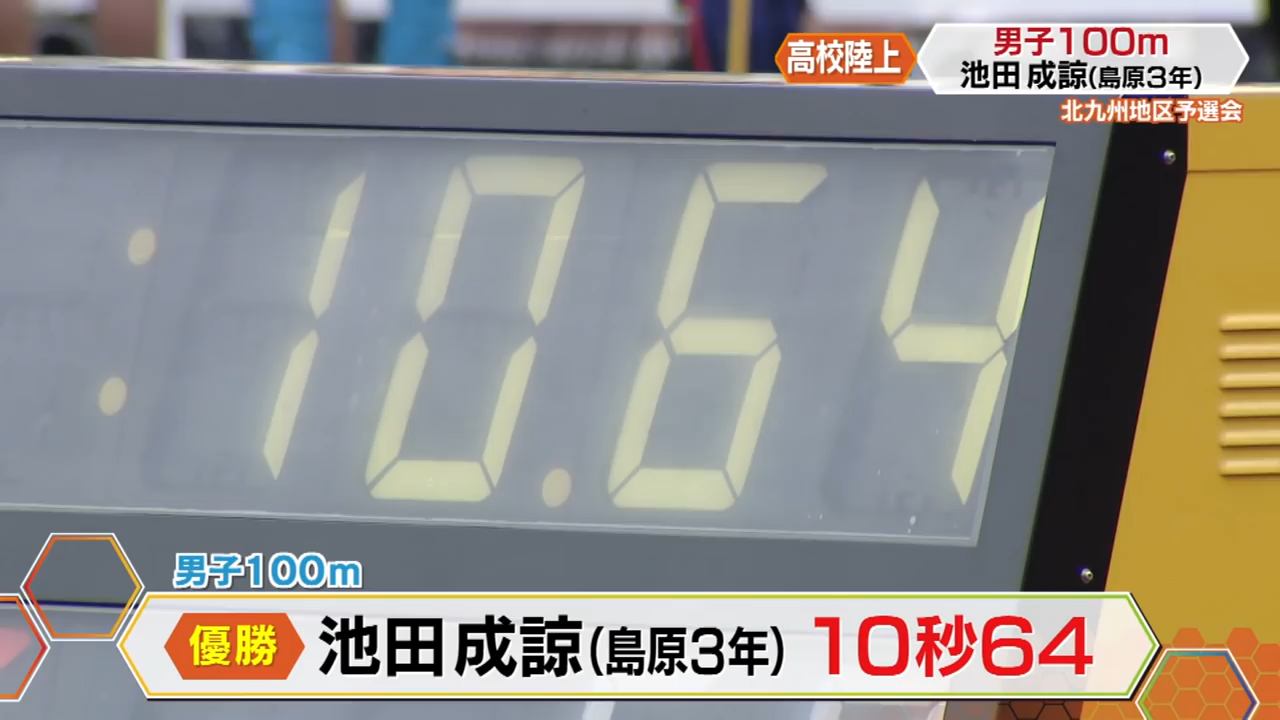 高校陸上
男子100m
池田 成諒(島原3年)
北九州地区予選会
:10.64
男子100m
優勝 池田 成諒(島原3年) 10秒64